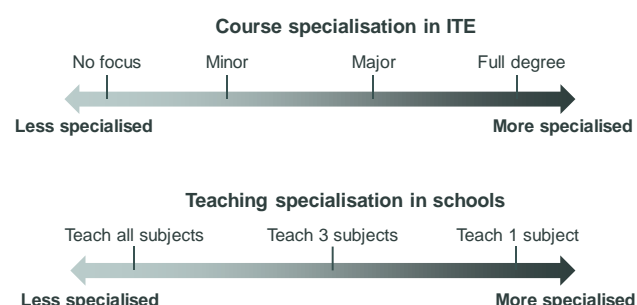 Course specialisation in ITE
No focus Minor Major Full degree
Less specialised More specialised
Teaching specialisation in schools
Teach all subjects Teach 3 subjects Teach 1 subject
Less specialised More specialised